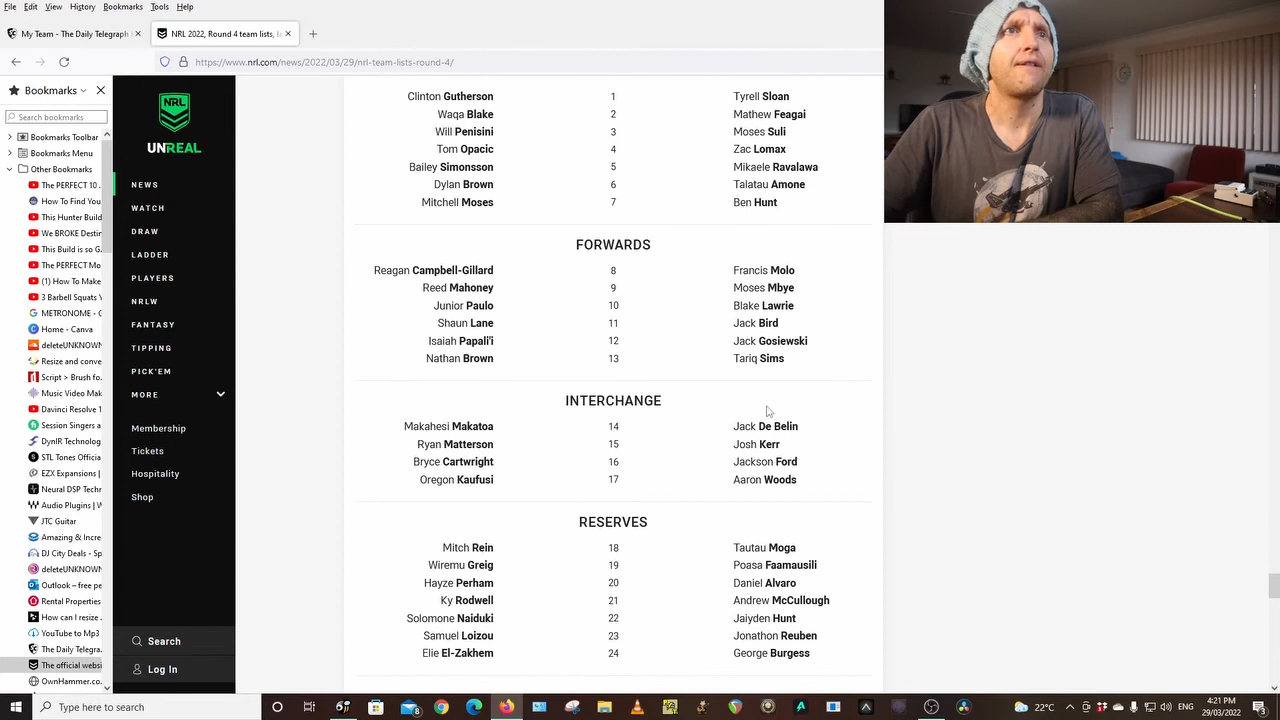 File Edit View History Bookmarks Tools Help
My Team - The Daily Telegraph
NRL 2022, Round 4 team lists, la
https://www.nrl.com/news/2022/03/29/nrl-team-lists-round-4/
Bookmarks
Search bookmarks
Bookmarks Toolbar
Bookmarks Menu
Other Bookmarks
The PERFECT 10
How To Find You
This Hunter Build
We BROKE Destin
This Build is so G
The PERFECT Mo
(1) How To Make
3 Barbell Squats Y
METRONOME - G
Home - Canva
deleteUNKNOWN
Resize and conve
Script > Brush fo
Music Video Mak
Davinci Resolve 1
Session Singers a
DynIR Technolog
STL Tones Officia
EZX Expansions |
Neural DSP Techr
Audio Plugins | W
JTC Guitar
Amazing & Incre
DJ City Deals - Sp
deleteUNKNOWN
Outlook – free pe
Rental Properties
How can I resize
YouTube to Mp3
The Daily Telegra
The official websi
OwnHammer.co
NRL
UNREAL
NEWS
WATCH
DRAW
LADDER
PLAYERS
NRLW
FANTASY
TIPPING
PICK'EM
MORE
Membership
Tickets
Hospitality
Shop
Search
Log In
Clinton Gutherson 1 Tyrell Sloan
Waqa Blake 2 Mathew Feagai
Will Penisini 3 Moses Suli
Tom Opacic 4 Zac Lomax
Bailey Simonsson 5 Mikaele Ravalawa
Dylan Brown 6 Talatau Amone
Mitchell Moses 7 Ben Hunt
FORWARDS
Reagan Campbell-Gillard 8 Francis Molo
Reed Mahoney 9 Moses Mbye
Junior Paulo 10 Blake Lawrie
Shaun Lane 11 Jack Bird
Isaiah Papali'i 12 Jack Gosiewski
Nathan Brown 13 Tariq Sims
INTERCHANGE
Makahesi Makatoa 14 Jack De Belin
Ryan Matterson 15 Josh Kerr
Bryce Cartwright 16 Jackson Ford
Oregon Kaufusi 17 Aaron Woods
RESERVES
Mitch Rein 18 Tautau Moga
Wiremu Greig 19 Poasa Faamausili
Hayze Perham 20 Daniel Alvaro
Ky Rodwell 21 Andrew McCullough
Solomone Naiduki 22 Jaiyden Hunt
Samuel Loizou 23 Jonathon Reuben
Elie El-Zakhem 24 George Burgess
Type here to search
22°C
4:21 PM
29/03/2022